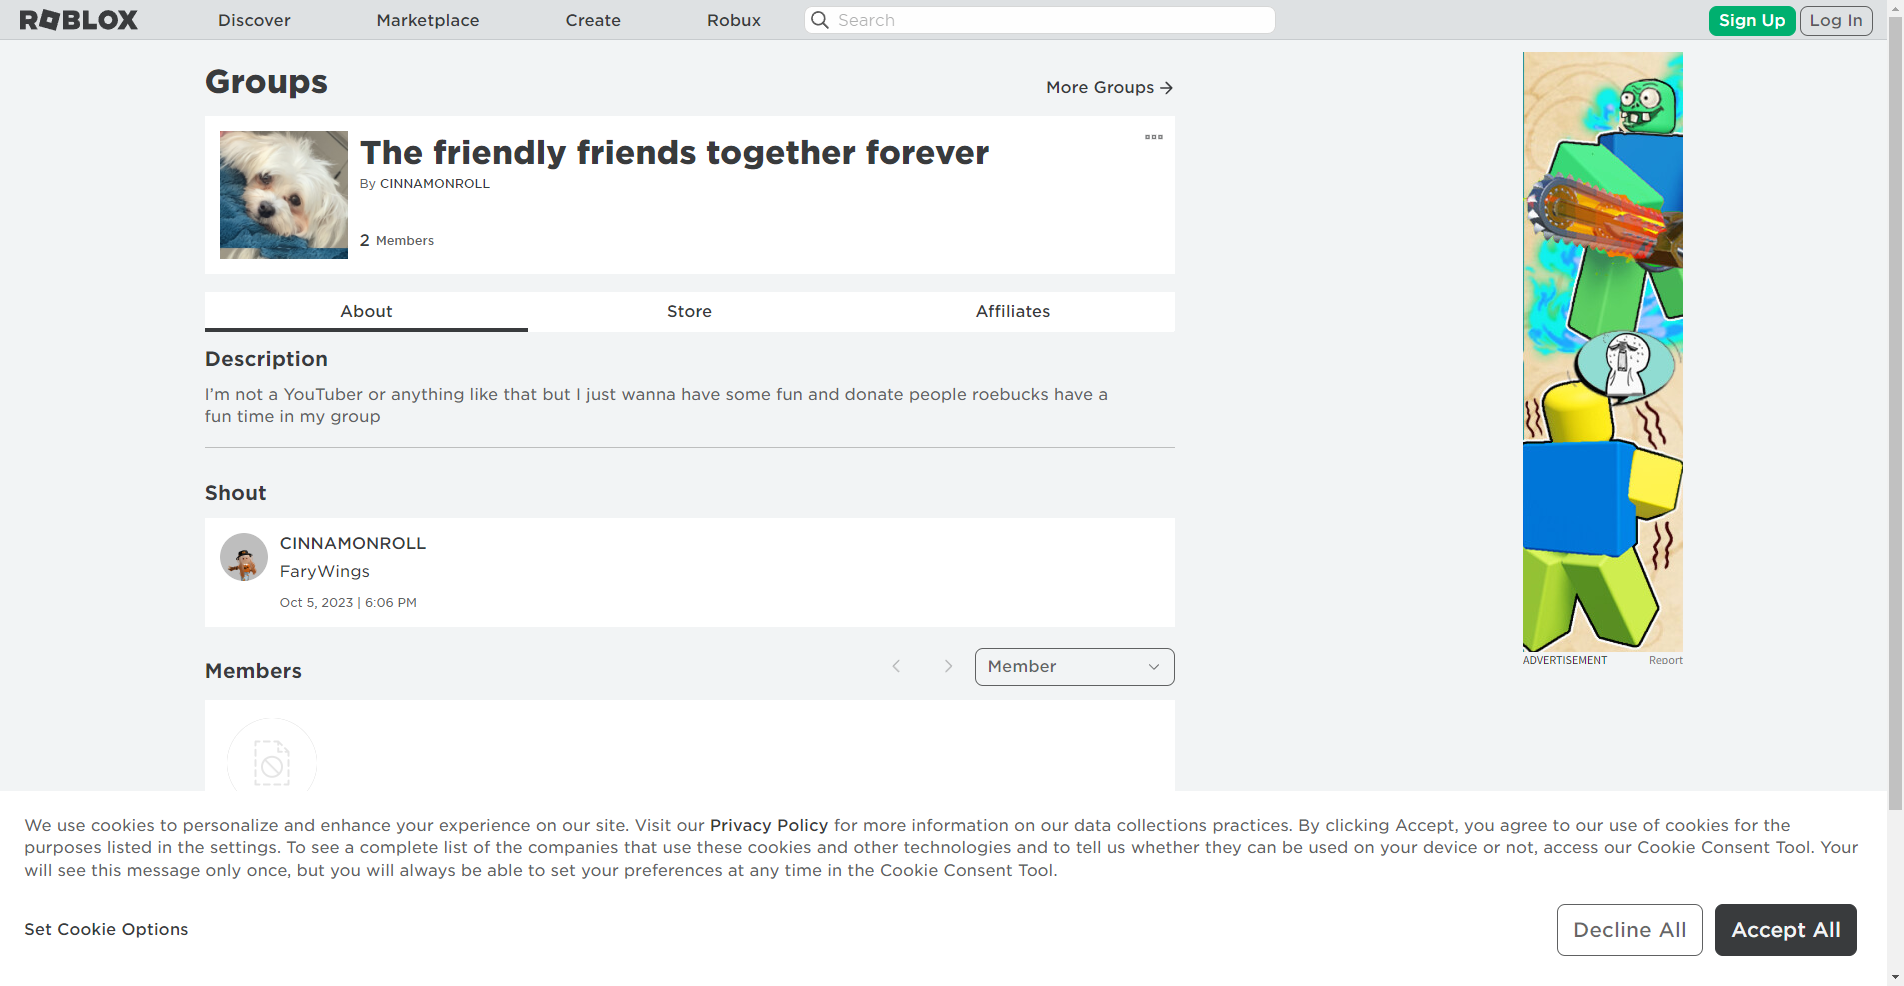 ROBLOX
Discover
Marketplace
Create
Robux
Search
Sign Up
Log In
Groups
More Groups
The friendly friends together forever
By CINNAMONROLL
2 Members
About
Store
Affiliates
Description
I'm not a YouTuber or anything like that but I just wanna have some fun and donate people roebucks have a
fun time in my group
Shout
CINNAMONROLL
FaryWings
Oct 5, 2023 | 6:06 PM
ADVERTISEMENT
Report
Members
Member
We use cookies to personalize and enhance your experience on our site. Visit our Privacy Policy for more information on our data collections practices. By clicking Accept, you agree to our use of cookies for the
purposes listed in the settings. To see a complete list of the companies that use these cookies and other technologies and to tell us whether they can be used on your device or not, access our Cookie Consent Tool. Your
will see this message only once, but you will always be able to set your preferences at any time in the Cookie Consent Tool.
Set Cookie Options
Decline All
Accept All